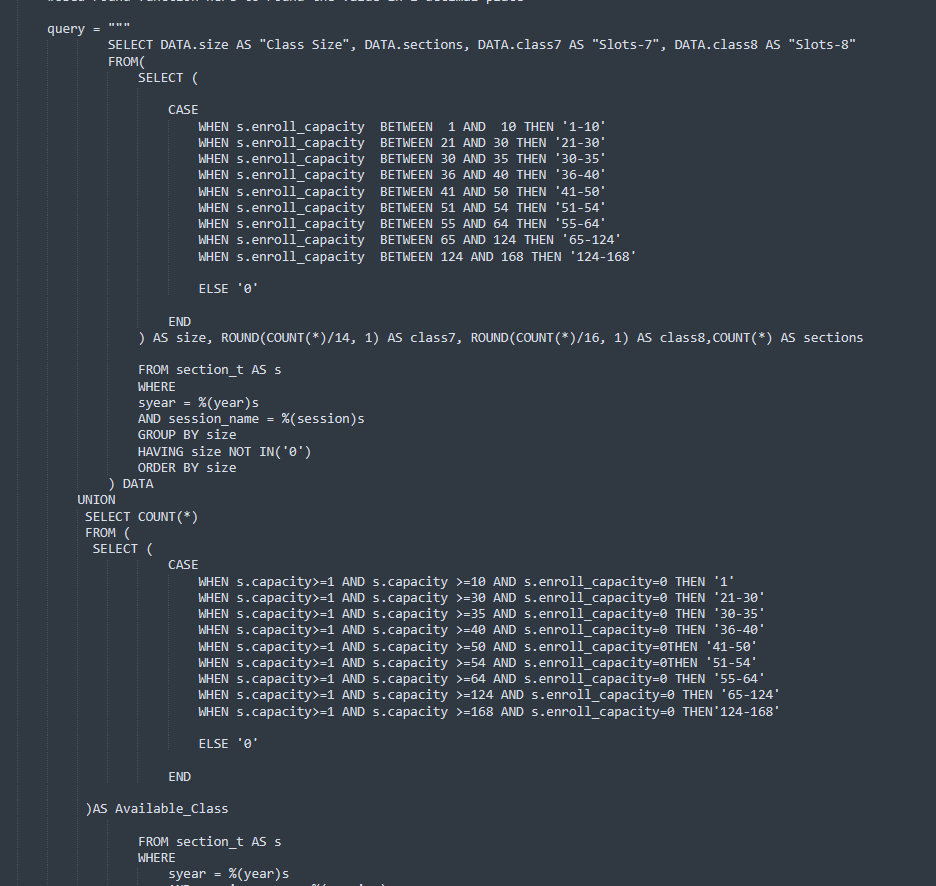 query = """
SELECT DATA.size AS "Class Size", DATA.sections, DATA.class7 AS "Slots-7", DATA.class8 AS "Slots-8"
FROM(
SELECT (
CASE
WHEN s.enroll_capacity  BETWEEN  1 AND  10 THEN '1-10'
WHEN s.enroll_capacity  BETWEEN 21 AND 30 THEN '21-30'
WHEN s.enroll_capacity  BETWEEN 30 AND 35 THEN '30-35'
WHEN s.enroll_capacity  BETWEEN 36 AND 40 THEN '36-40'
WHEN s.enroll_capacity  BETWEEN 41 AND 50 THEN '41-50'
WHEN s.enroll_capacity  BETWEEN 51 AND 54 THEN '51-54'
WHEN s.enroll_capacity  BETWEEN 55 AND 64 THEN '55-64'
WHEN s.enroll_capacity  BETWEEN 65 AND 124 THEN '65-124'
WHEN s.enroll_capacity  BETWEEN 124 AND 168 THEN '124-168'
ELSE '0'
END
) AS size, ROUND(COUNT(*)/14, 1) AS class7, ROUND(COUNT(*)/16, 1) AS class8,COUNT(*) AS sections
FROM section_t AS s
WHERE
syear = %(year)s
AND session_name = %(session)s
GROUP BY size
HAVING size NOT IN('0')
ORDER BY size
) DATA
UNION
SELECT COUNT(*)
FROM (
SELECT (
CASE
WHEN s.capacity>=1 AND s.capacity >=10 AND s.enroll_capacity=0 THEN '1'
WHEN s.capacity>=1 AND s.capacity >=30 AND s.enroll_capacity=0 THEN '21-30'
WHEN s.capacity>=1 AND s.capacity >=35 AND s.enroll_capacity=0 THEN '30-35'
WHEN s.capacity>=1 AND s.capacity >=40 AND s.enroll_capacity=0 THEN '36-40'
WHEN s.capacity>=1 AND s.capacity >=50 AND s.enroll_capacity=0THEN '41-50'
WHEN s.capacity>=1 AND s.capacity >=54 AND s.enroll_capacity=0THEN '51-54'
WHEN s.capacity>=1 AND s.capacity >=64 AND s.enroll_capacity=0 THEN '55-64'
WHEN s.capacity>=1 AND s.capacity >=124 AND s.enroll_capacity=0 THEN '65-124'
WHEN s.capacity>=1 AND s.capacity >=168 AND s.enroll_capacity=0 THEN'124-168'
ELSE '0'
END
)AS Available_Class
FROM section_t AS s
WHERE
syear = %(year)s